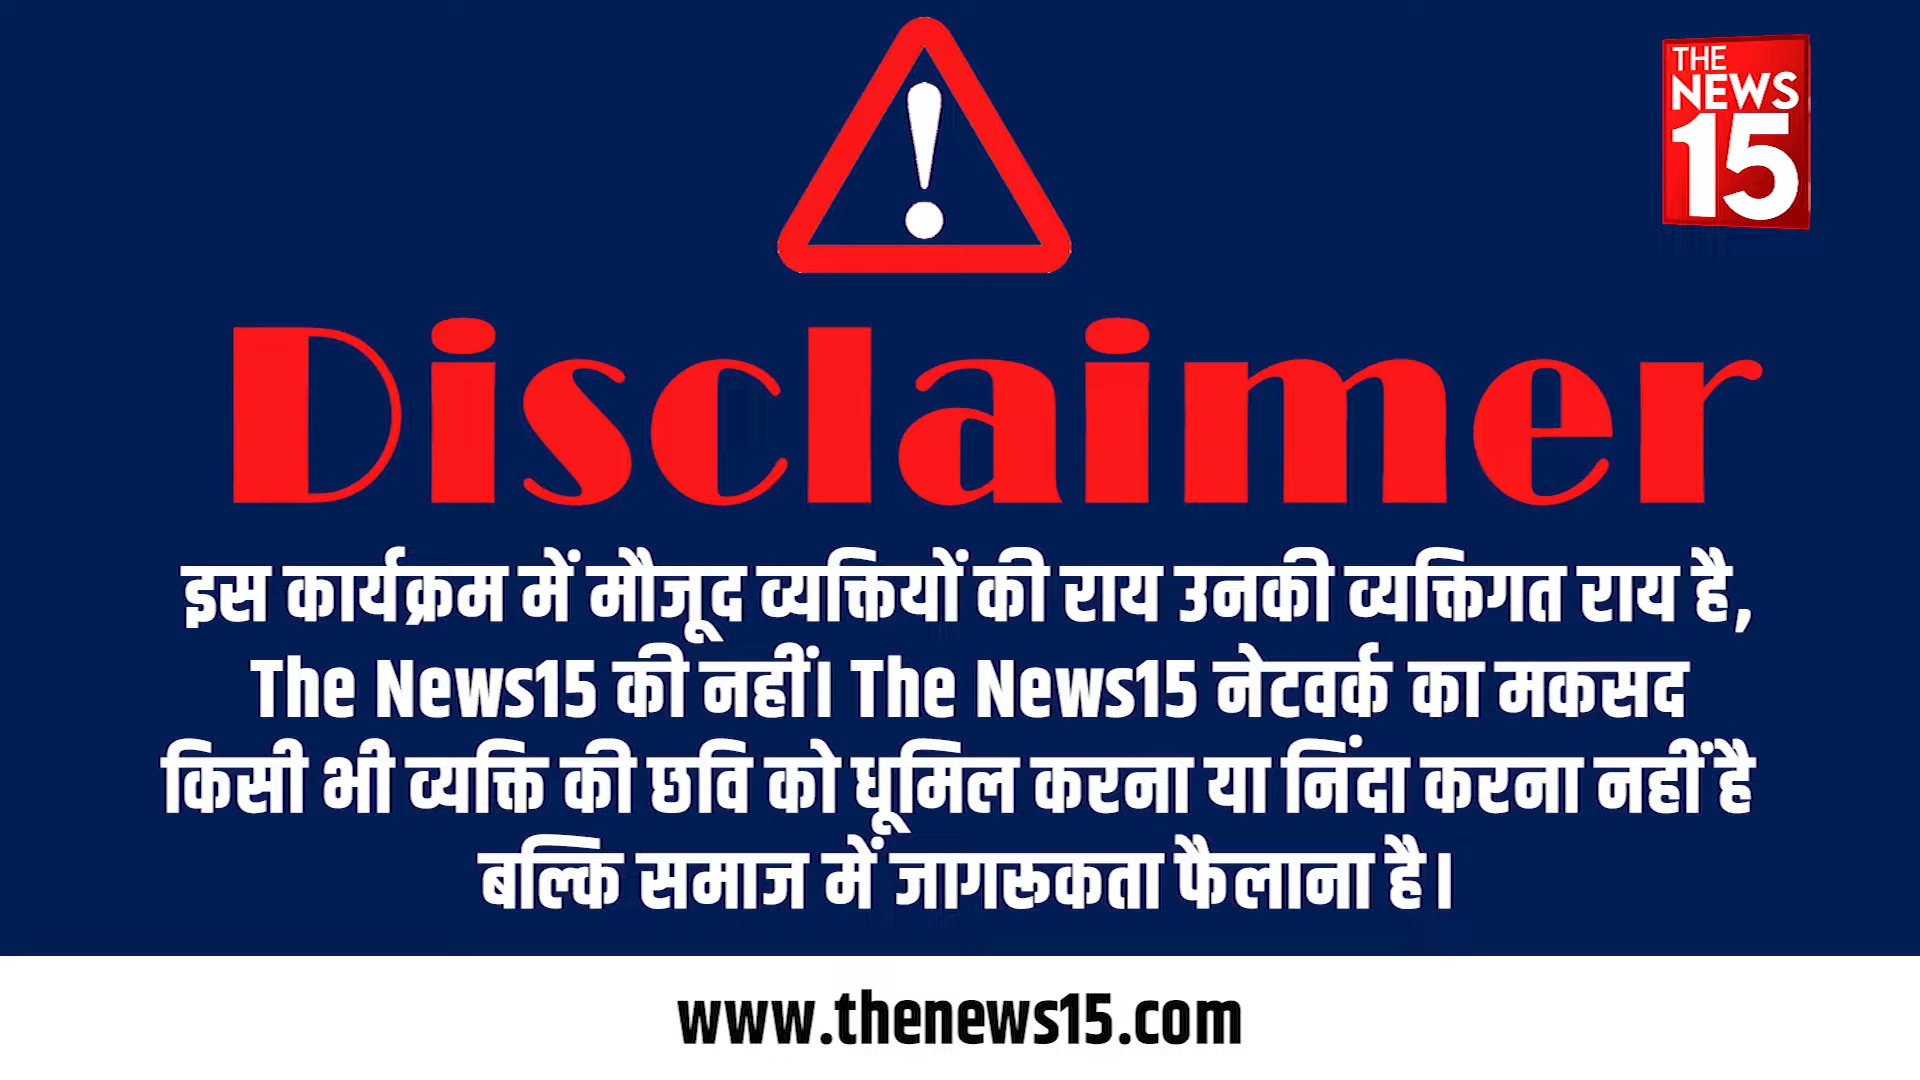 THE
NEWS
15
Disclaimer
इस कार्यक्रम में मौजूद व्यक्तियों की राय उनकी व्यक्तिगत राय है,
The News15 की नहीं। The News15 नेटवर्क का मकसद
किसी भी व्यक्ति की छवि को धूमिल करना या निंदा करना नहीं है
बल्कि समाज में जागरूकता फैलाना है।
www.thenews15.com